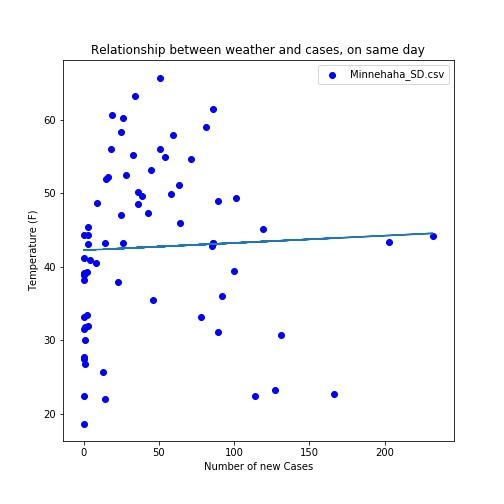 Relationship between weather and cases, on same day
Minnehaha_SD.csv
Temperature (F)
60
50
40
30
20
0
50
100
150
200
Number of new Cases